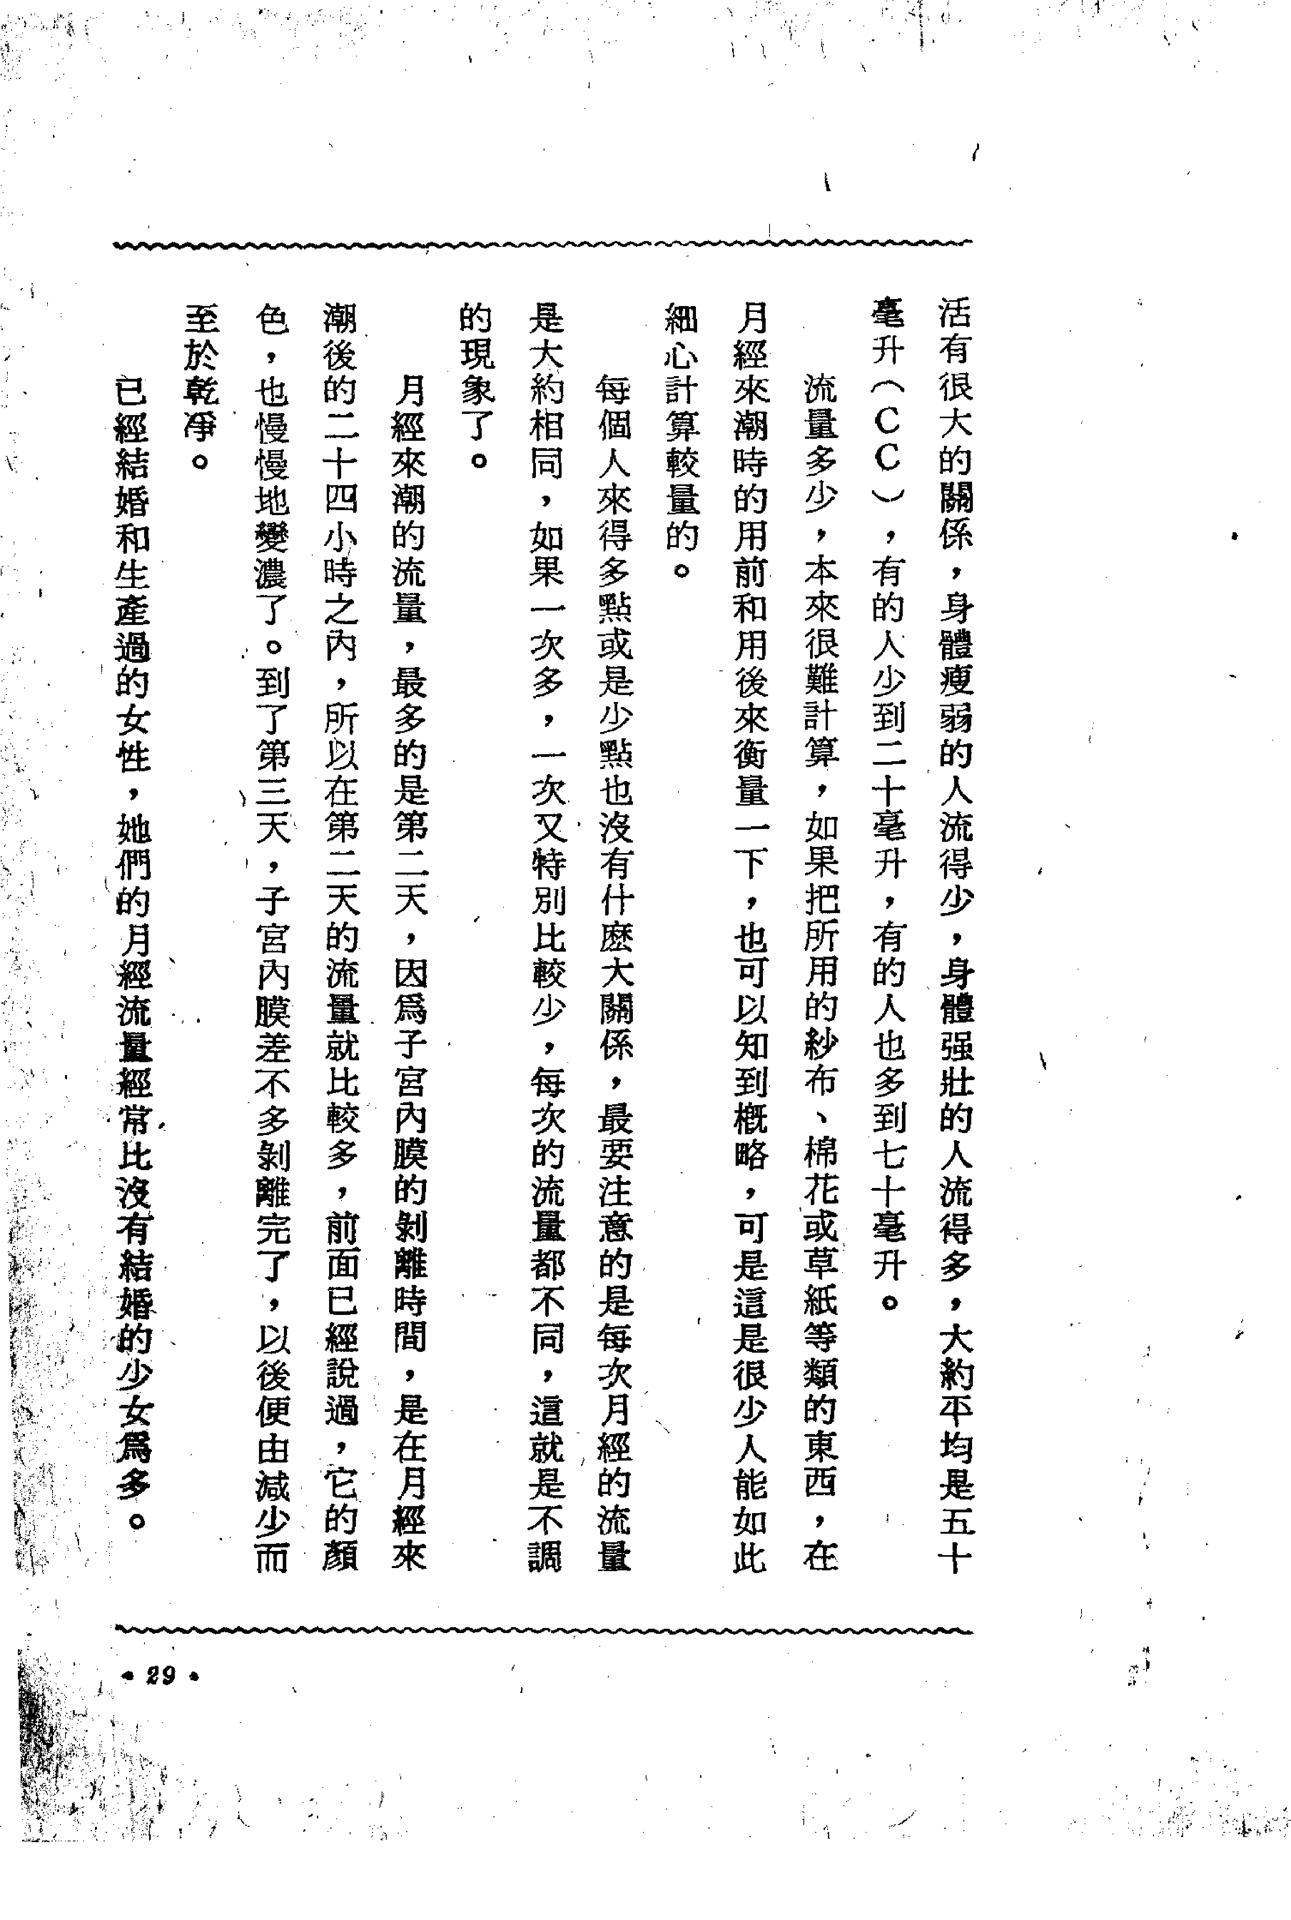 活有很大的關係，身體瘦弱的人流得少，身體强壯的人流得多，大約平均是五十
毫升（CC），有的人少到二十毫升，有的人也多到七十毫升。
流量多少，本來很難計算，如果把所用的紗布、棉花或草紙等類的東西，在
月經來潮時的用前和用後來衡量一下，也可以知到概略，可是這是很少人能如此
細心計算較量的。
每個人來得多點或是少點也沒有什麽大關係，最要注意的是每次月經的流量
是大約相同，如果一次多，一次又特別比較少，每次的流量都不同，這就是不調
的現象了。
月經來潮的流量，最多的是第二天，因爲子宮內膜的剝離時間，是在月經來
潮後的二十四小時之內，所以在第二天的流量就比較多，前面已經說過，它的顏
色，也慢慢地變濃了。到了第三天，子宮內膜差不多剝離完了，以後便由減少而
至於乾淨。
已經結婚和生產過的女性，她們的月經流量經常比沒有結婚的少女爲多。
• 29 •